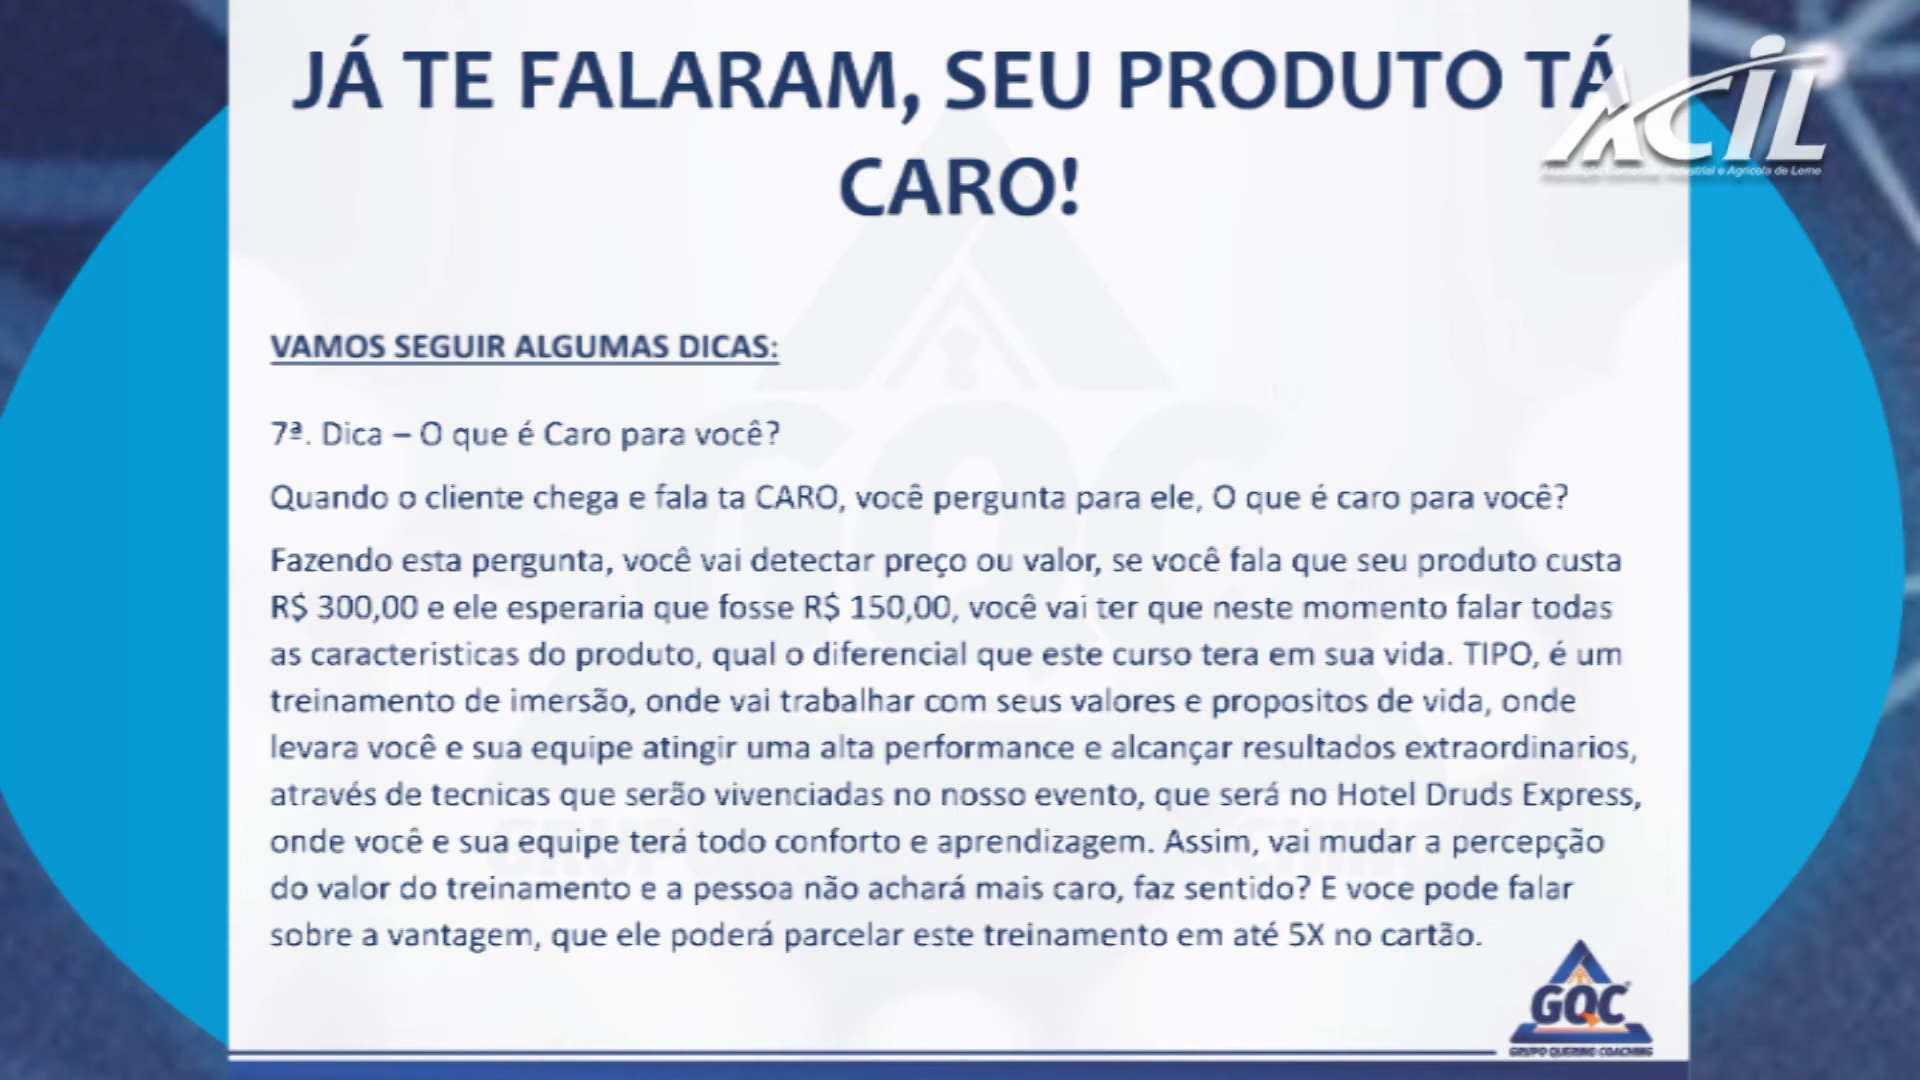 JÁ TE FALARAM, SEU PRODUTO TÁ
CARO!
ACIL
Industrial e Agrícola de Leme
VAMOS SEGUIR ALGUMAS DICAS:
7ª. Dica – O que é Caro para você?
Quando o cliente chega e fala ta CARO, você pergunta para ele, O que é caro para você?
Fazendo esta pergunta, você vai detectar preço ou valor, se você fala que seu produto custa
R$ 300,00 e ele esperaria que fosse R$ 150,00, você vai ter que neste momento falar todas
as caracteristicas do produto, qual o diferencial que este curso tera em sua vida. TIPO, é um
treinamento de imersão, onde vai trabalhar com seus valores e propositos de vida, onde
levara você e sua equipe atingir uma alta performance e alcançar resultados extraordinarios,
através de tecnicas que serão vivenciadas no nosso evento, que será no Hotel Druds Express,
onde você e sua equipe terá todo conforto e aprendizagem. Assim, vai mudar a percepção
do valor do treinamento e a pessoa não achará mais caro, faz sentido? E voce pode falar
sobre a vantagem, que ele poderá parcelar este treinamento em até 5X no cartão.
GQC
GRUPO COACHING